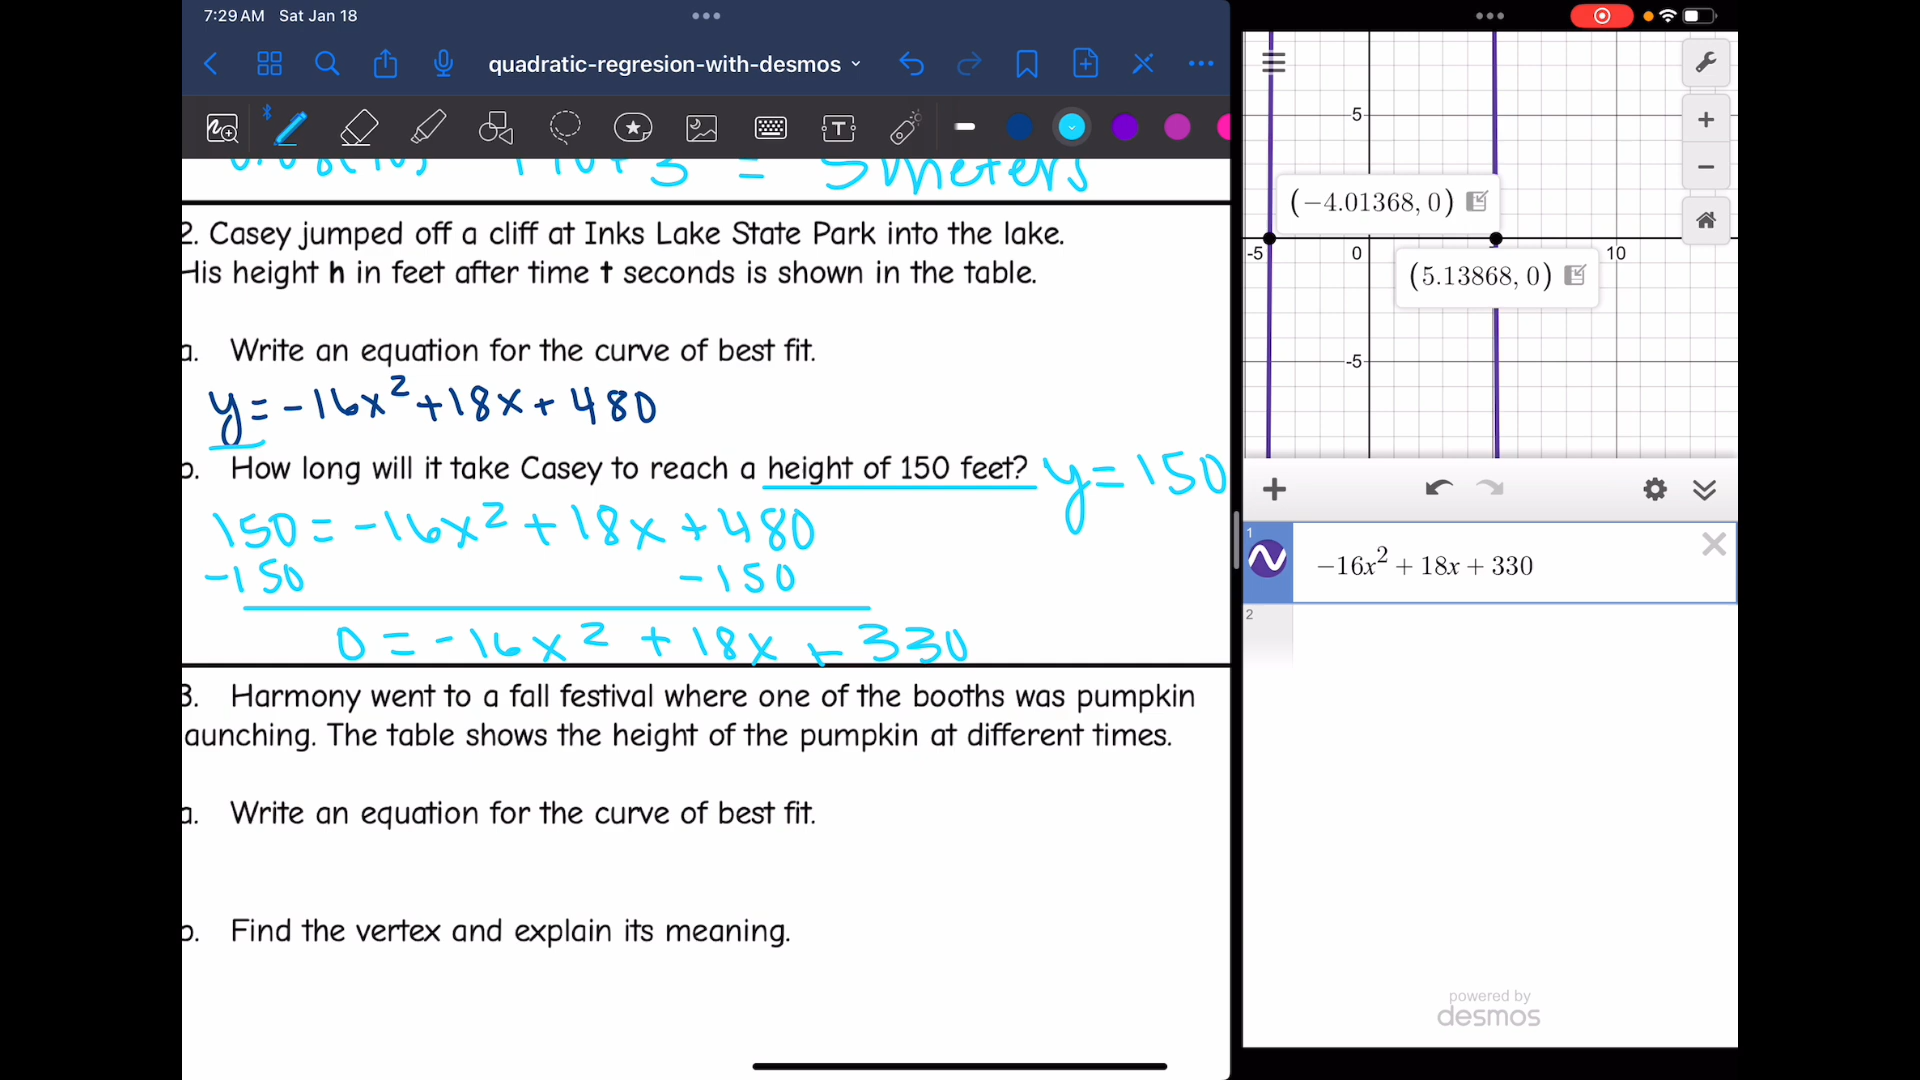 7:29 AM Sat Jan 18
quadratic-regresion-with-desmos
= 5 meters
2. Casey jumped off a cliff at Inks Lake State Park into the lake.
His height h in feet after time t seconds is shown in the table.
a. Write an equation for the curve of best fit.
y = -16x² + 18x + 480
b. How long will it take Casey to reach a height of 150 feet? y = 150
150 = -16x² + 18x + 480
-150 -150
0 = -16x² + 18x + 330
3. Harmony went to a fall festival where one of the booths was pumpkin
launching. The table shows the height of the pumpkin at different times.
a. Write an equation for the curve of best fit.
b. Find the vertex and explain its meaning.
5
(−4.01368, 0)
-5 0 10
(5.13868, 0)
-5
1
−16x² + 18x + 330
2
powered by
desmos